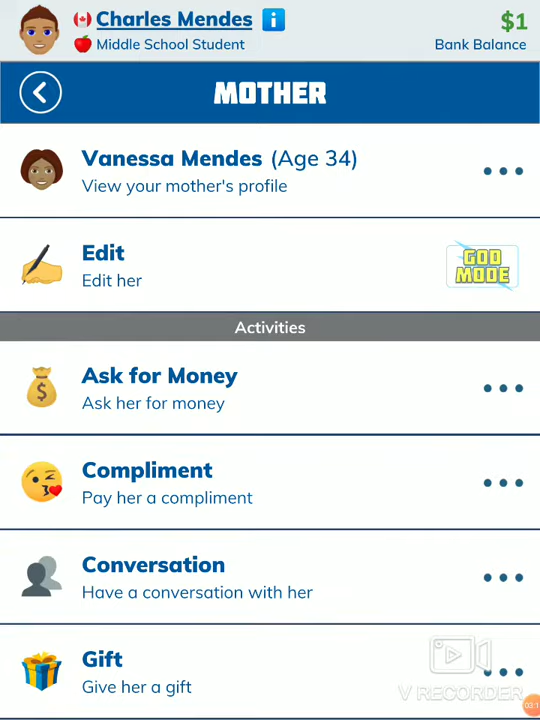 Charles Mendes i
Middle School Student
$1
Bank Balance
MOTHER
Vanessa Mendes (Age 34)
View your mother's profile
Edit
Edit her
GOD
MODE
Activities
Ask for Money
Ask her for money
Compliment
Pay her a compliment
Conversation
Have a conversation with her
Gift
Give her a gift
V RECORDER